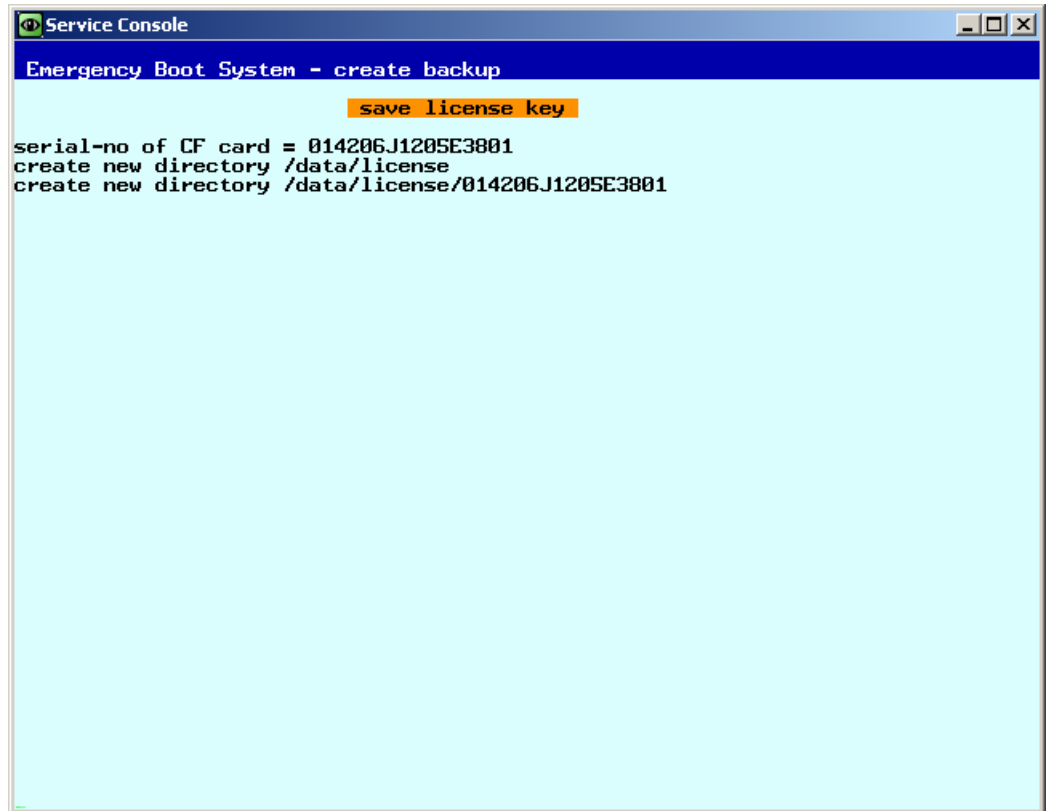 Service Console
Emergency Boot System - create backup
save license key
serial-no of CF card = 014206J1205E3801
create new directory /data/license
create new directory /data/license/014206J1205E3801